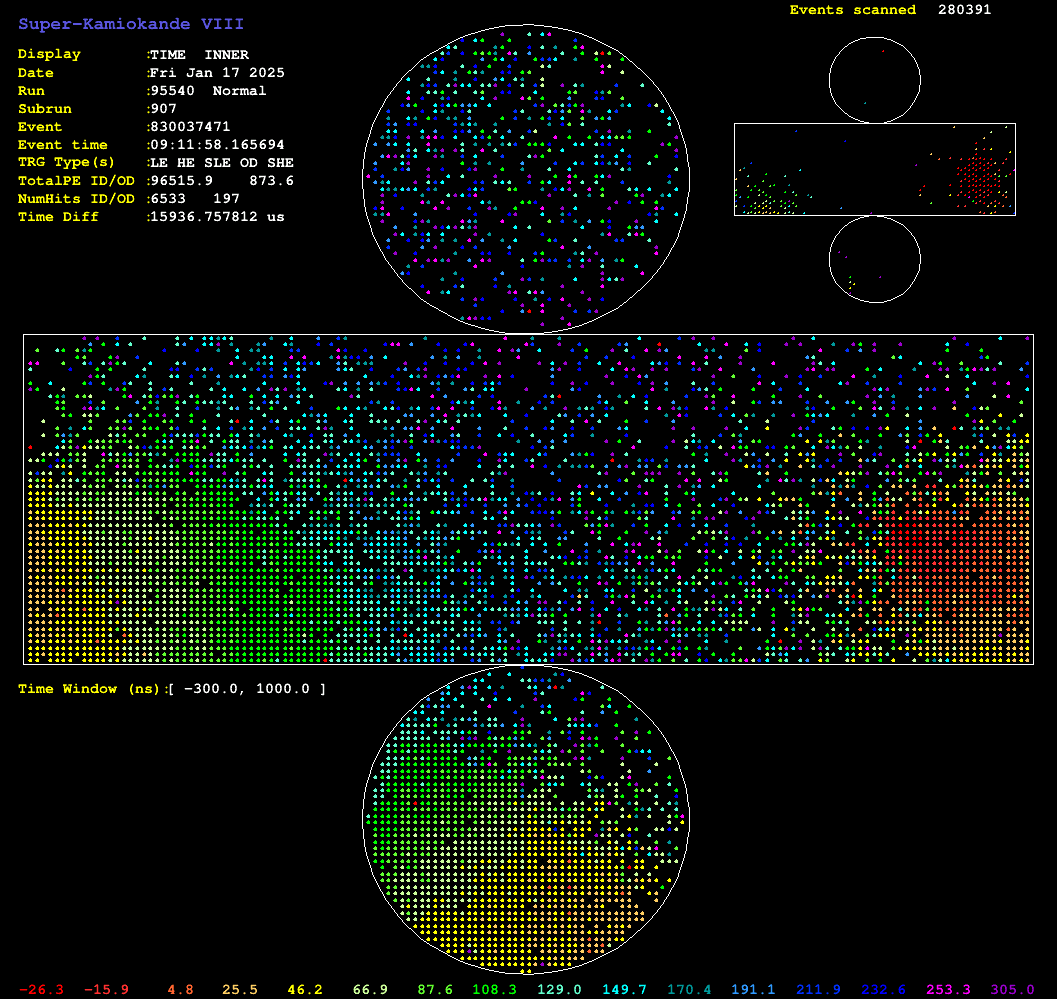 Super-Kamiokande VIII
Events scanned 280391
Display :TIME INNER
Date :Fri Jan 17 2025
Run :95540 Normal
Subrun :907
Event :830037471
Event time :09:11:58.165694
TRG Type(s) :LE HE SLE OD SHE
TotalPE ID/OD :96515.9 873.6
NumHits ID/OD :6533 197
Time Diff :15936.757812 us
Time Window (ns):[ -300.0, 1000.0 ]
-26.3 -15.9 4.8 25.5 46.2 66.9 87.6 108.3 129.0 149.7 170.4 191.1 211.9 232.6 253.3 305.0